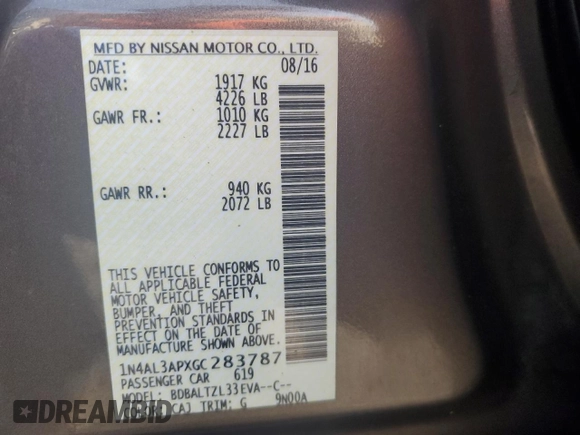 MFD BY NISSAN MOTOR CO., LTD.
DATE: 08/16
GVWR: 1917 KG
4226 LB
GAWR FR.: 1010 KG
2227 LB
GAWR RR.: 940 KG
2072 LB
THIS VEHICLE CONFORMS TO
ALL APPLICABLE FEDERAL
MOTOR VEHICLE SAFETY,
BUMPER, AND THEFT
PREVENTION STANDARDS IN
EFFECT ON THE DATE OF
MANUFACTURE SHOWN ABOVE.
1N4AL3APXGC283787
PASSENGER CAR 619
MODEL: BDBALTZL33EVA--C--
CAJ TRIM: G 9N00A
AUTOBIDCAR